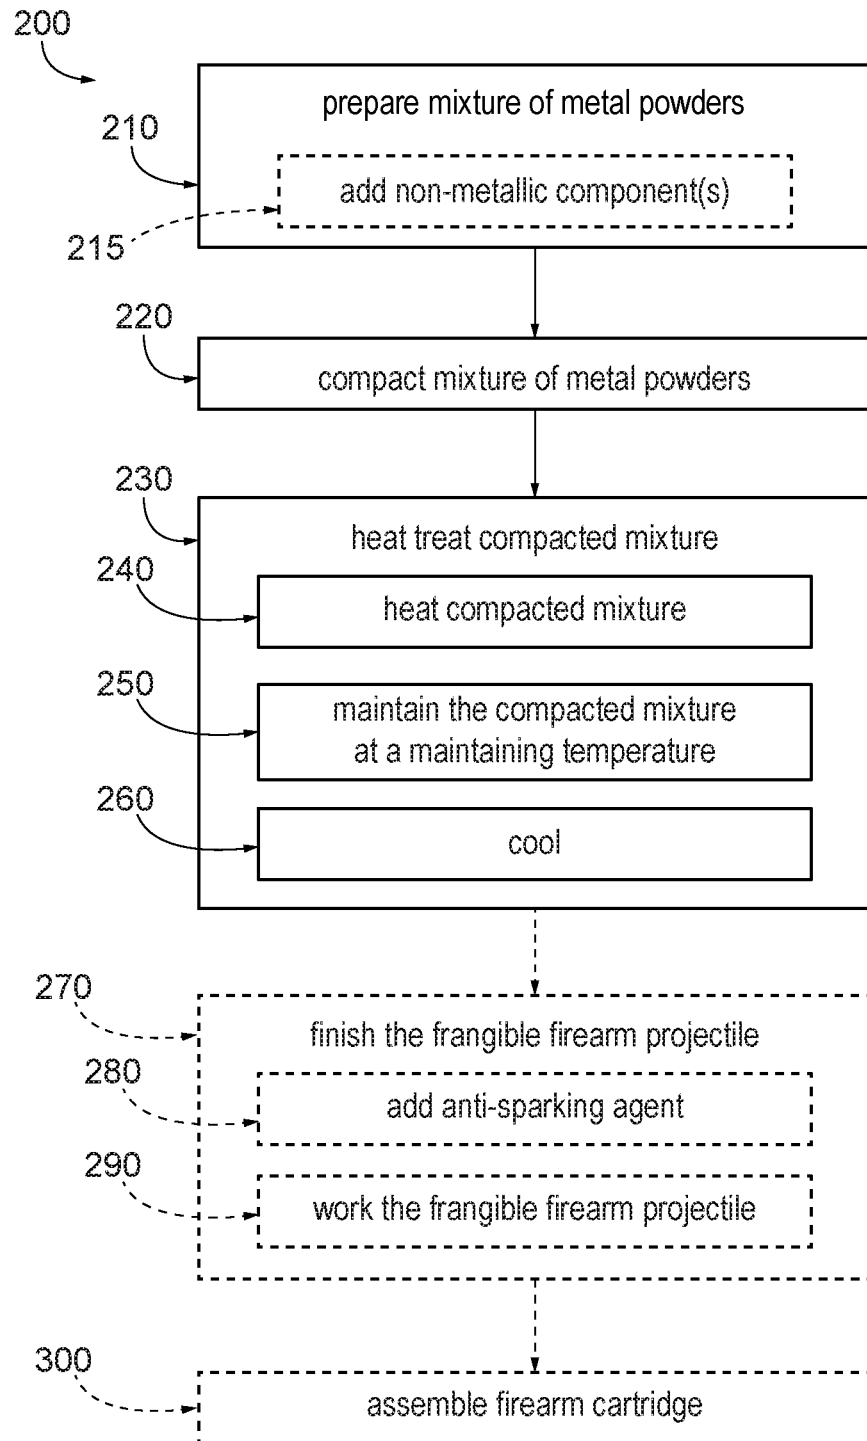 200
prepare mixture of metal powders
210
add non-metallic component(s)
215
220
compact mixture of metal powders
230
heat treat compacted mixture
240
heat compacted mixture
250
maintain the compacted mixture
at a maintaining temperature
260
cool
270
finish the frangible firearm projectile
280
add anti-sparking agent
290
work the frangible firearm projectile
300
assemble firearm cartridge